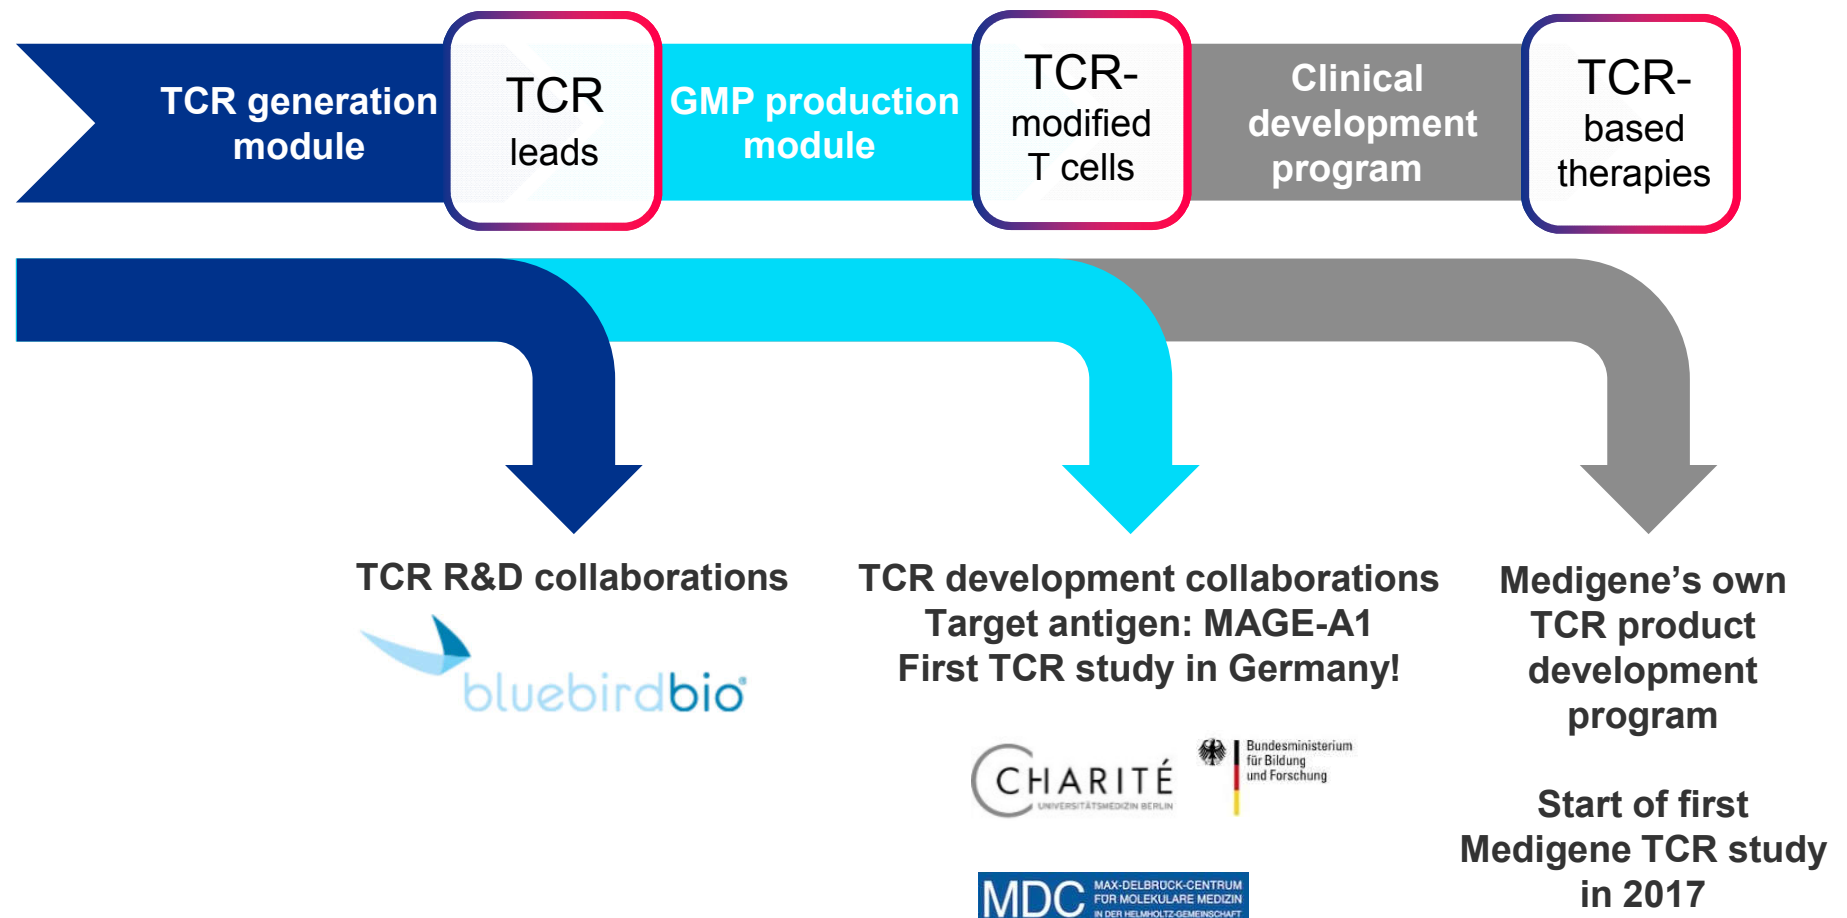 TCR generation
module
TCR
leads
GMP production
module
TCR-
modified
T cells
Clinical
development
program
TCR-
based
therapies
TCR R&D collaborations
bluebirdbio®
TCR development collaborations
Target antigen: MAGE-A1
First TCR study in Germany!
CHARITÉ
UNIVERSITÄTSMEDIZIN BERLIN
Bundesministerium
für Bildung
und Forschung
MDC
MAX-DELBRÜCK-CENTRUM
FÜR MOLEKULARE MEDIZIN
IN DER HELMHOLTZ-GEMEINSCHAFT
Medigene’s own
TCR product
development
program
Start of first
Medigene TCR study
in 2017